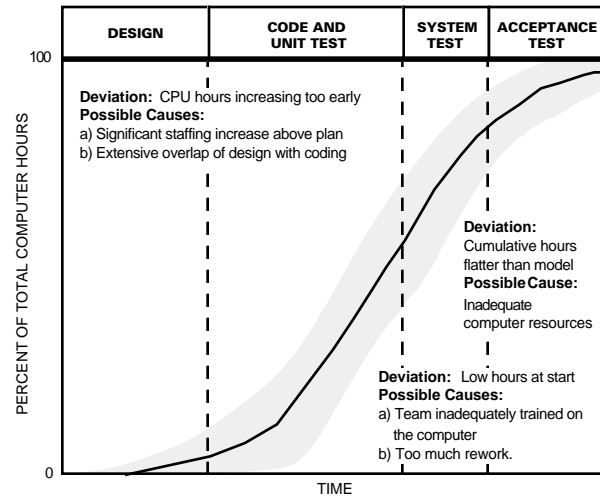 DESIGN
CODE AND
UNIT TEST
SYSTEM
TEST
ACCEPTANCE
TEST
100
Deviation: CPU hours increasing too early
Possible Causes:
a) Significant staffing increase above plan
b) Extensive overlap of design with coding
PERCENT OF TOTAL COMPUTER HOURS
Deviation:
Cumulative hours
flatter than model
Possible Cause:
Inadequate
computer resources
Deviation: Low hours at start
Possible Causes:
a) Team inadequately trained on
the computer
b) Too much rework.
0
TIME